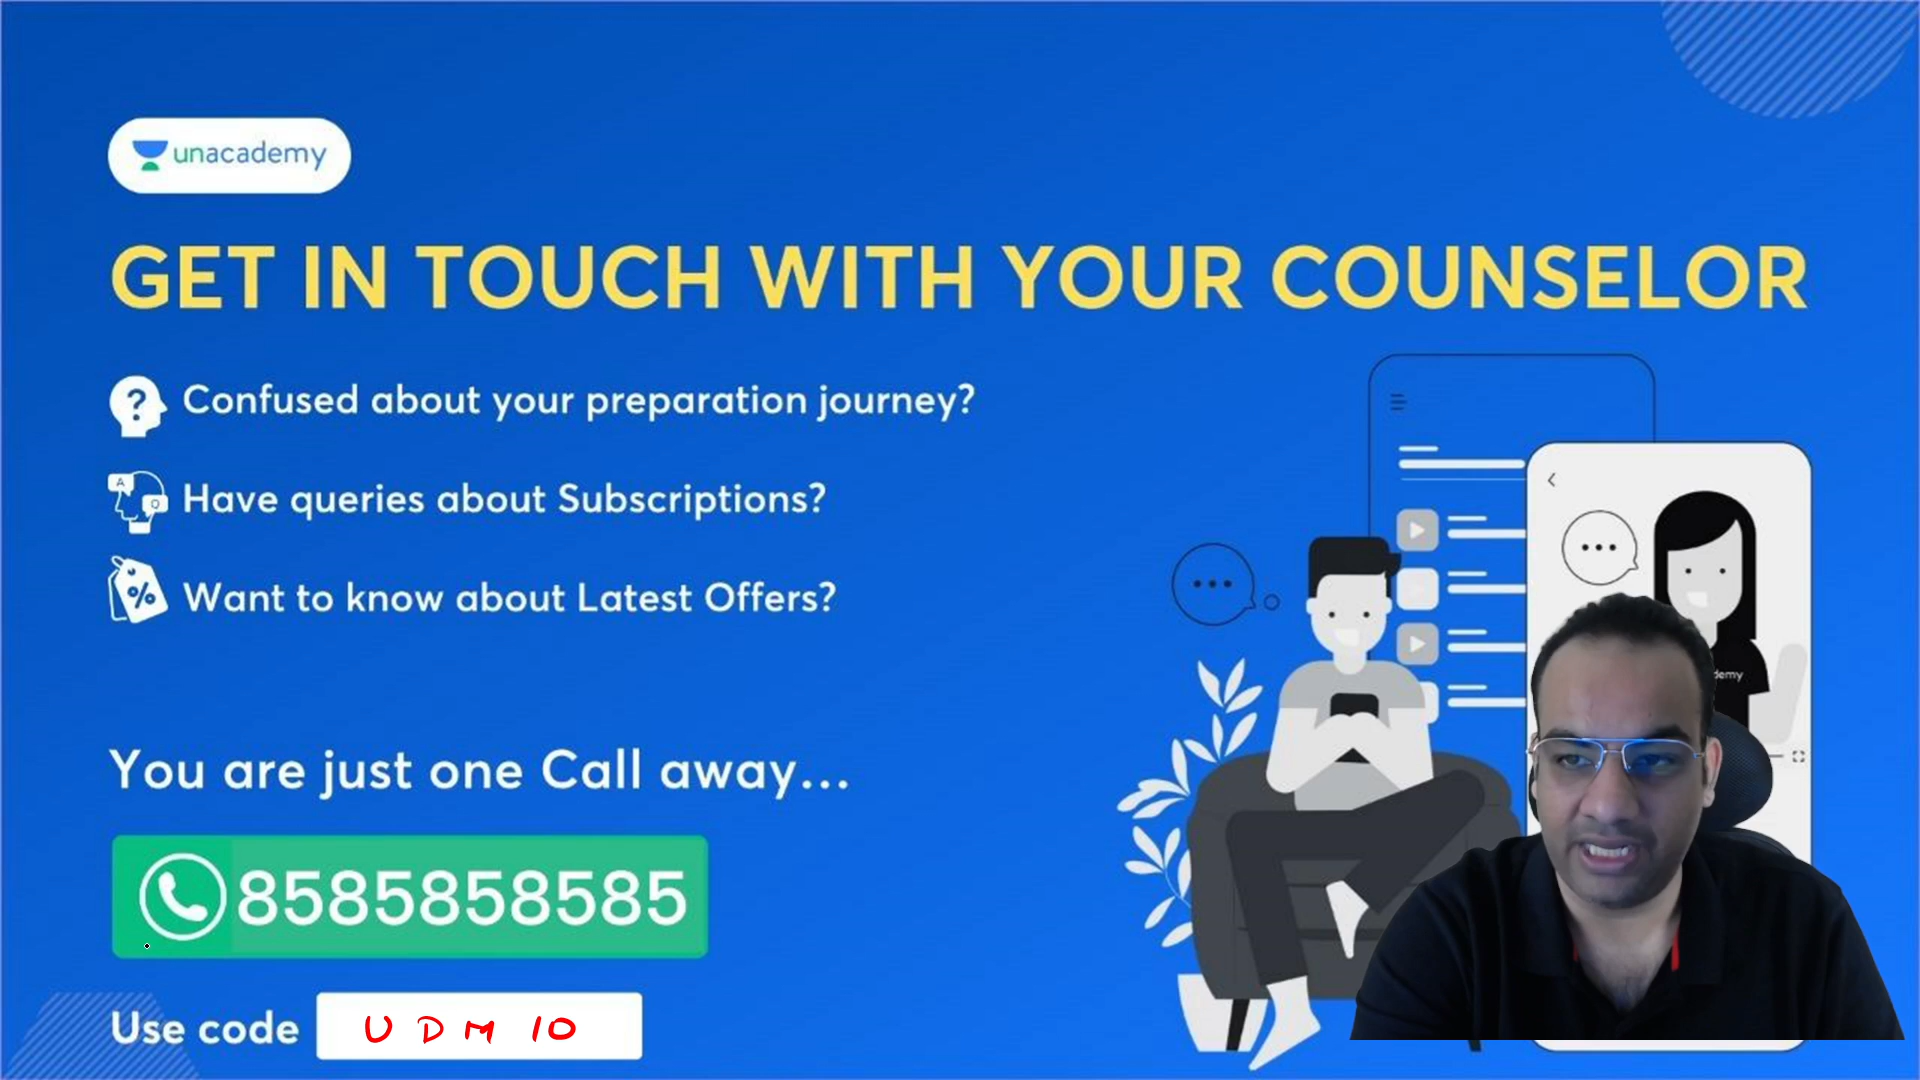 unacademy
GET IN TOUCH WITH YOUR COUNSELOR
? Confused about your preparation journey?
A Q Have queries about Subscriptions?
% Want to know about Latest Offers?
demy
You are just one Call away...
8585858585
Use code U D M 10